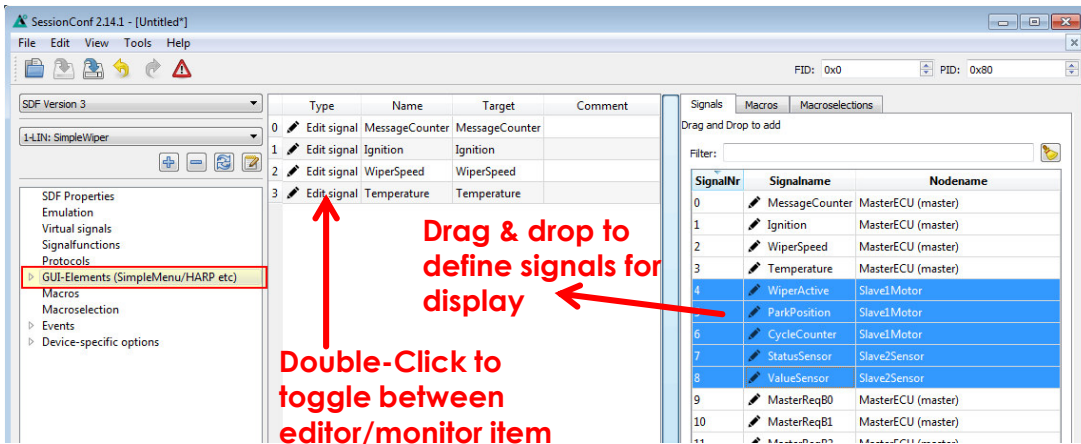 SessionConf 2.14.1 - [Untitled*]
File Edit View Tools Help
FID: 0x0 PID: 0x80
SDF Version 3
1-LIN: SimpleWiper
SDF Properties
Emulation
Virtual signals
Signalfunctions
Protocols
GUI-Elements (SimpleMenu/HARP etc)
Macros
Macroselection
Events
Device-specific options
Type Name Target Comment
0 Edit signal MessageCounter MessageCounter
1 Edit signal Ignition Ignition
2 Edit signal WiperSpeed WiperSpeed
3 Edit signal Temperature Temperature
Drag & drop to
define signals for
display
Double-Click to
toggle between
editor/monitor item
Signals Macros Macroselections
Drag and Drop to add
Filter:
SignalNr Signalname Nodename
0 MessageCounter MasterECU (master)
1 Ignition MasterECU (master)
2 WiperSpeed MasterECU (master)
3 Temperature MasterECU (master)
4 WiperActive Slave1Motor
ParkPosition Slave1Motor
6 CycleCounter Slave1Motor
7 StatusSensor Slave2Sensor
8 ValueSensor Slave2Sensor
9 MasterReqB0 MasterECU (master)
10 MasterReqB1 MasterECU (master)